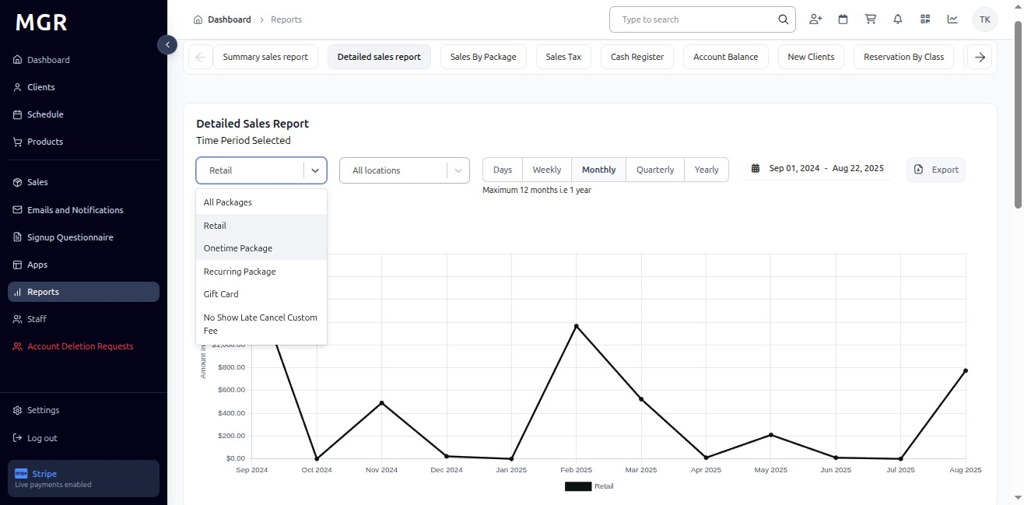 MGR
Dashboard
Clients
Schedule
Products
Sales
Emails and Notifications
Signup Questionnaire
Apps
Reports
Staff
Account Deletion Requests
Settings
Log out
Stripe
Live payments enabled
Dashboard > Reports
Type to search
TK
Summary sales report
Detailed sales report
Sales By Package
Sales Tax
Cash Register
Account Balance
New Clients
Reservation By Class
Detailed Sales Report
Time Period Selected
Retail
All locations
Days
Weekly
Monthly
Quarterly
Yearly
Sep 01, 2024 - Aug 22, 2025
Export
Maximum 12 months i.e 1 year
All Packages
Retail
Onetime Package
Recurring Package
Gift Card
No Show Late Cancel Custom
Fee
Amount in
$1,000.00
$800.00
$600.00
$400.00
$200.00
$0.00
Sep 2024
Oct 2024
Nov 2024
Dec 2024
Jan 2025
Feb 2025
Mar 2025
Apr 2025
May 2025
Jun 2025
Jul 2025
Aug 2025
Retail